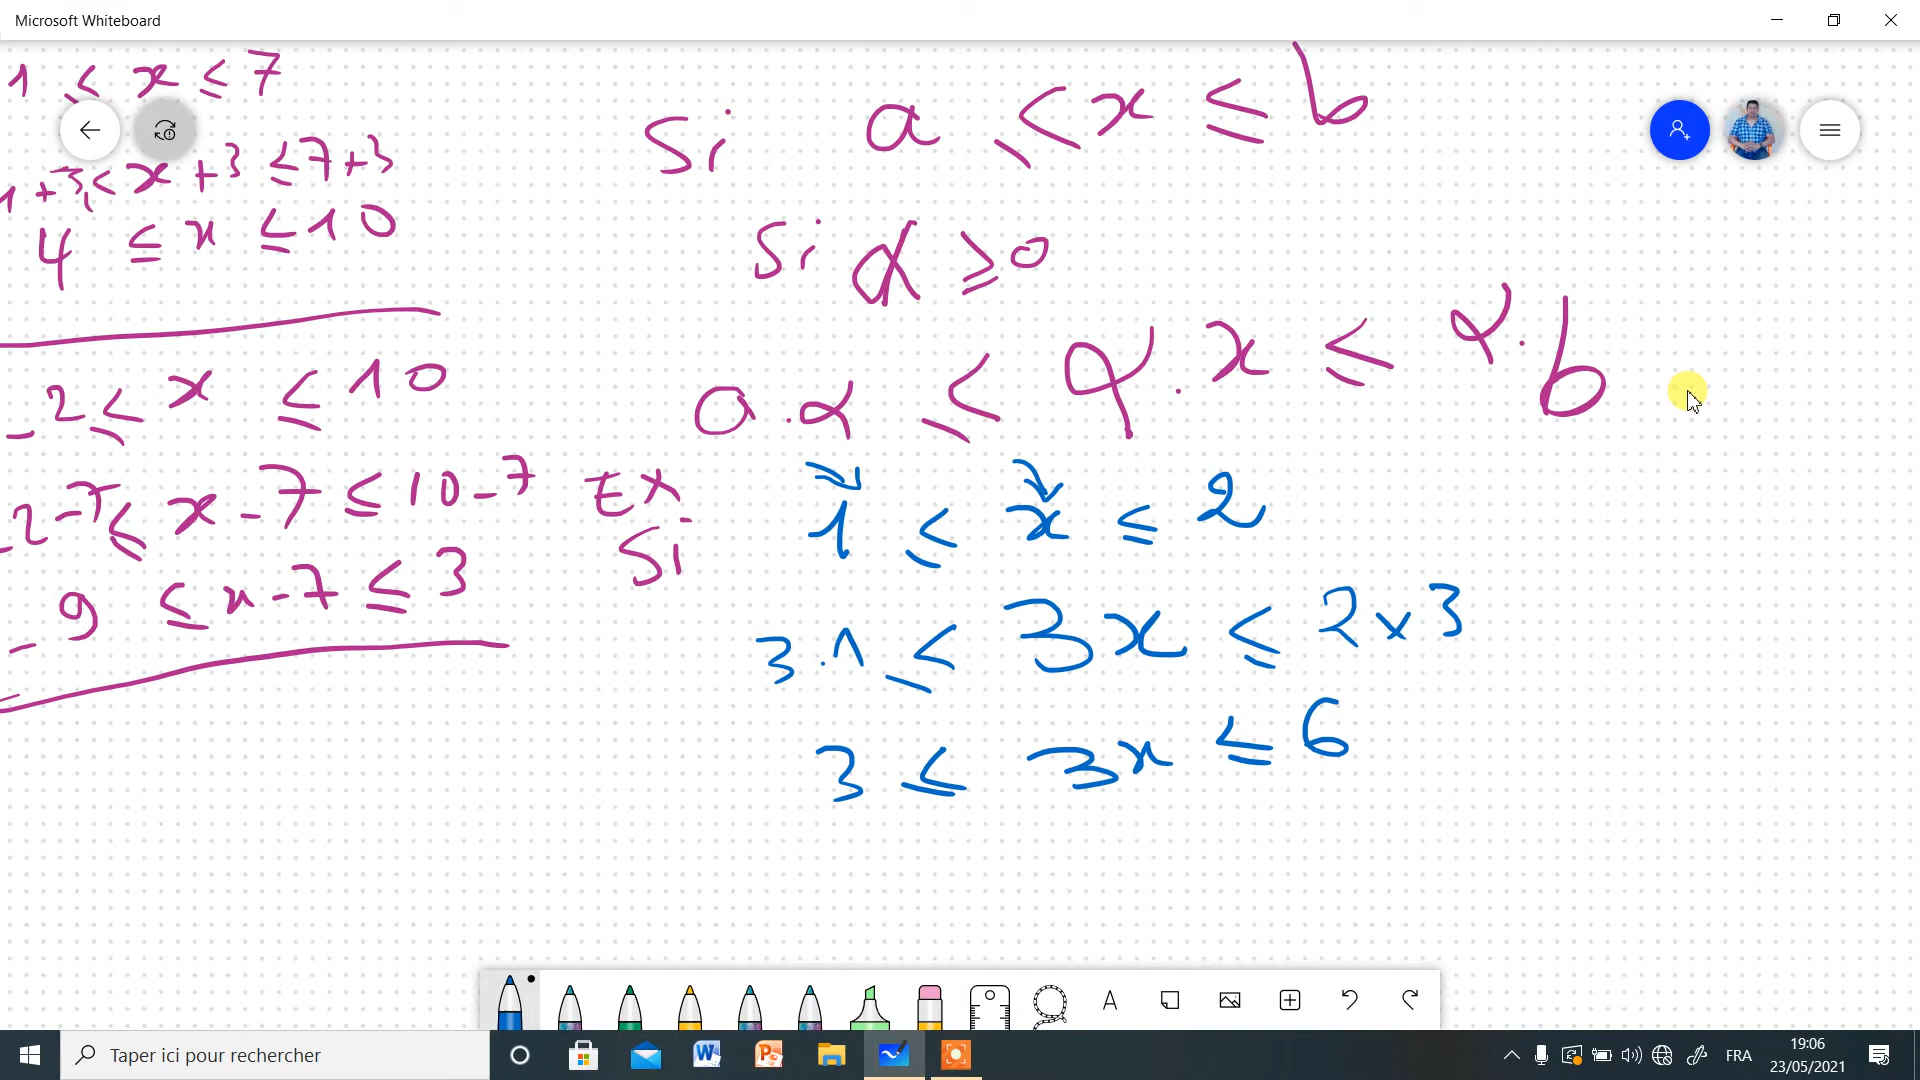 Microsoft Whiteboard
1 ≤ x ≤ 7
1 + 3 ≤ x + 3 ≤ 7 + 3
4 ≤ x ≤ 10
- 2 ≤ x ≤ 10
- 2 - 7 ≤ x - 7 ≤ 10 - 7
- 9 ≤ x - 7 ≤ 3
Si a ≤ x ≤ b
Si α ≥ 0
a . α ≤ α . x ≤ α . b
EX
Si 1 ≤ x ≤ 2
3 . 1 ≤ 3x ≤ 2 x 3
3 ≤ 3x ≤ 6
Taper ici pour rechercher
FRA
19:06
23/05/2021